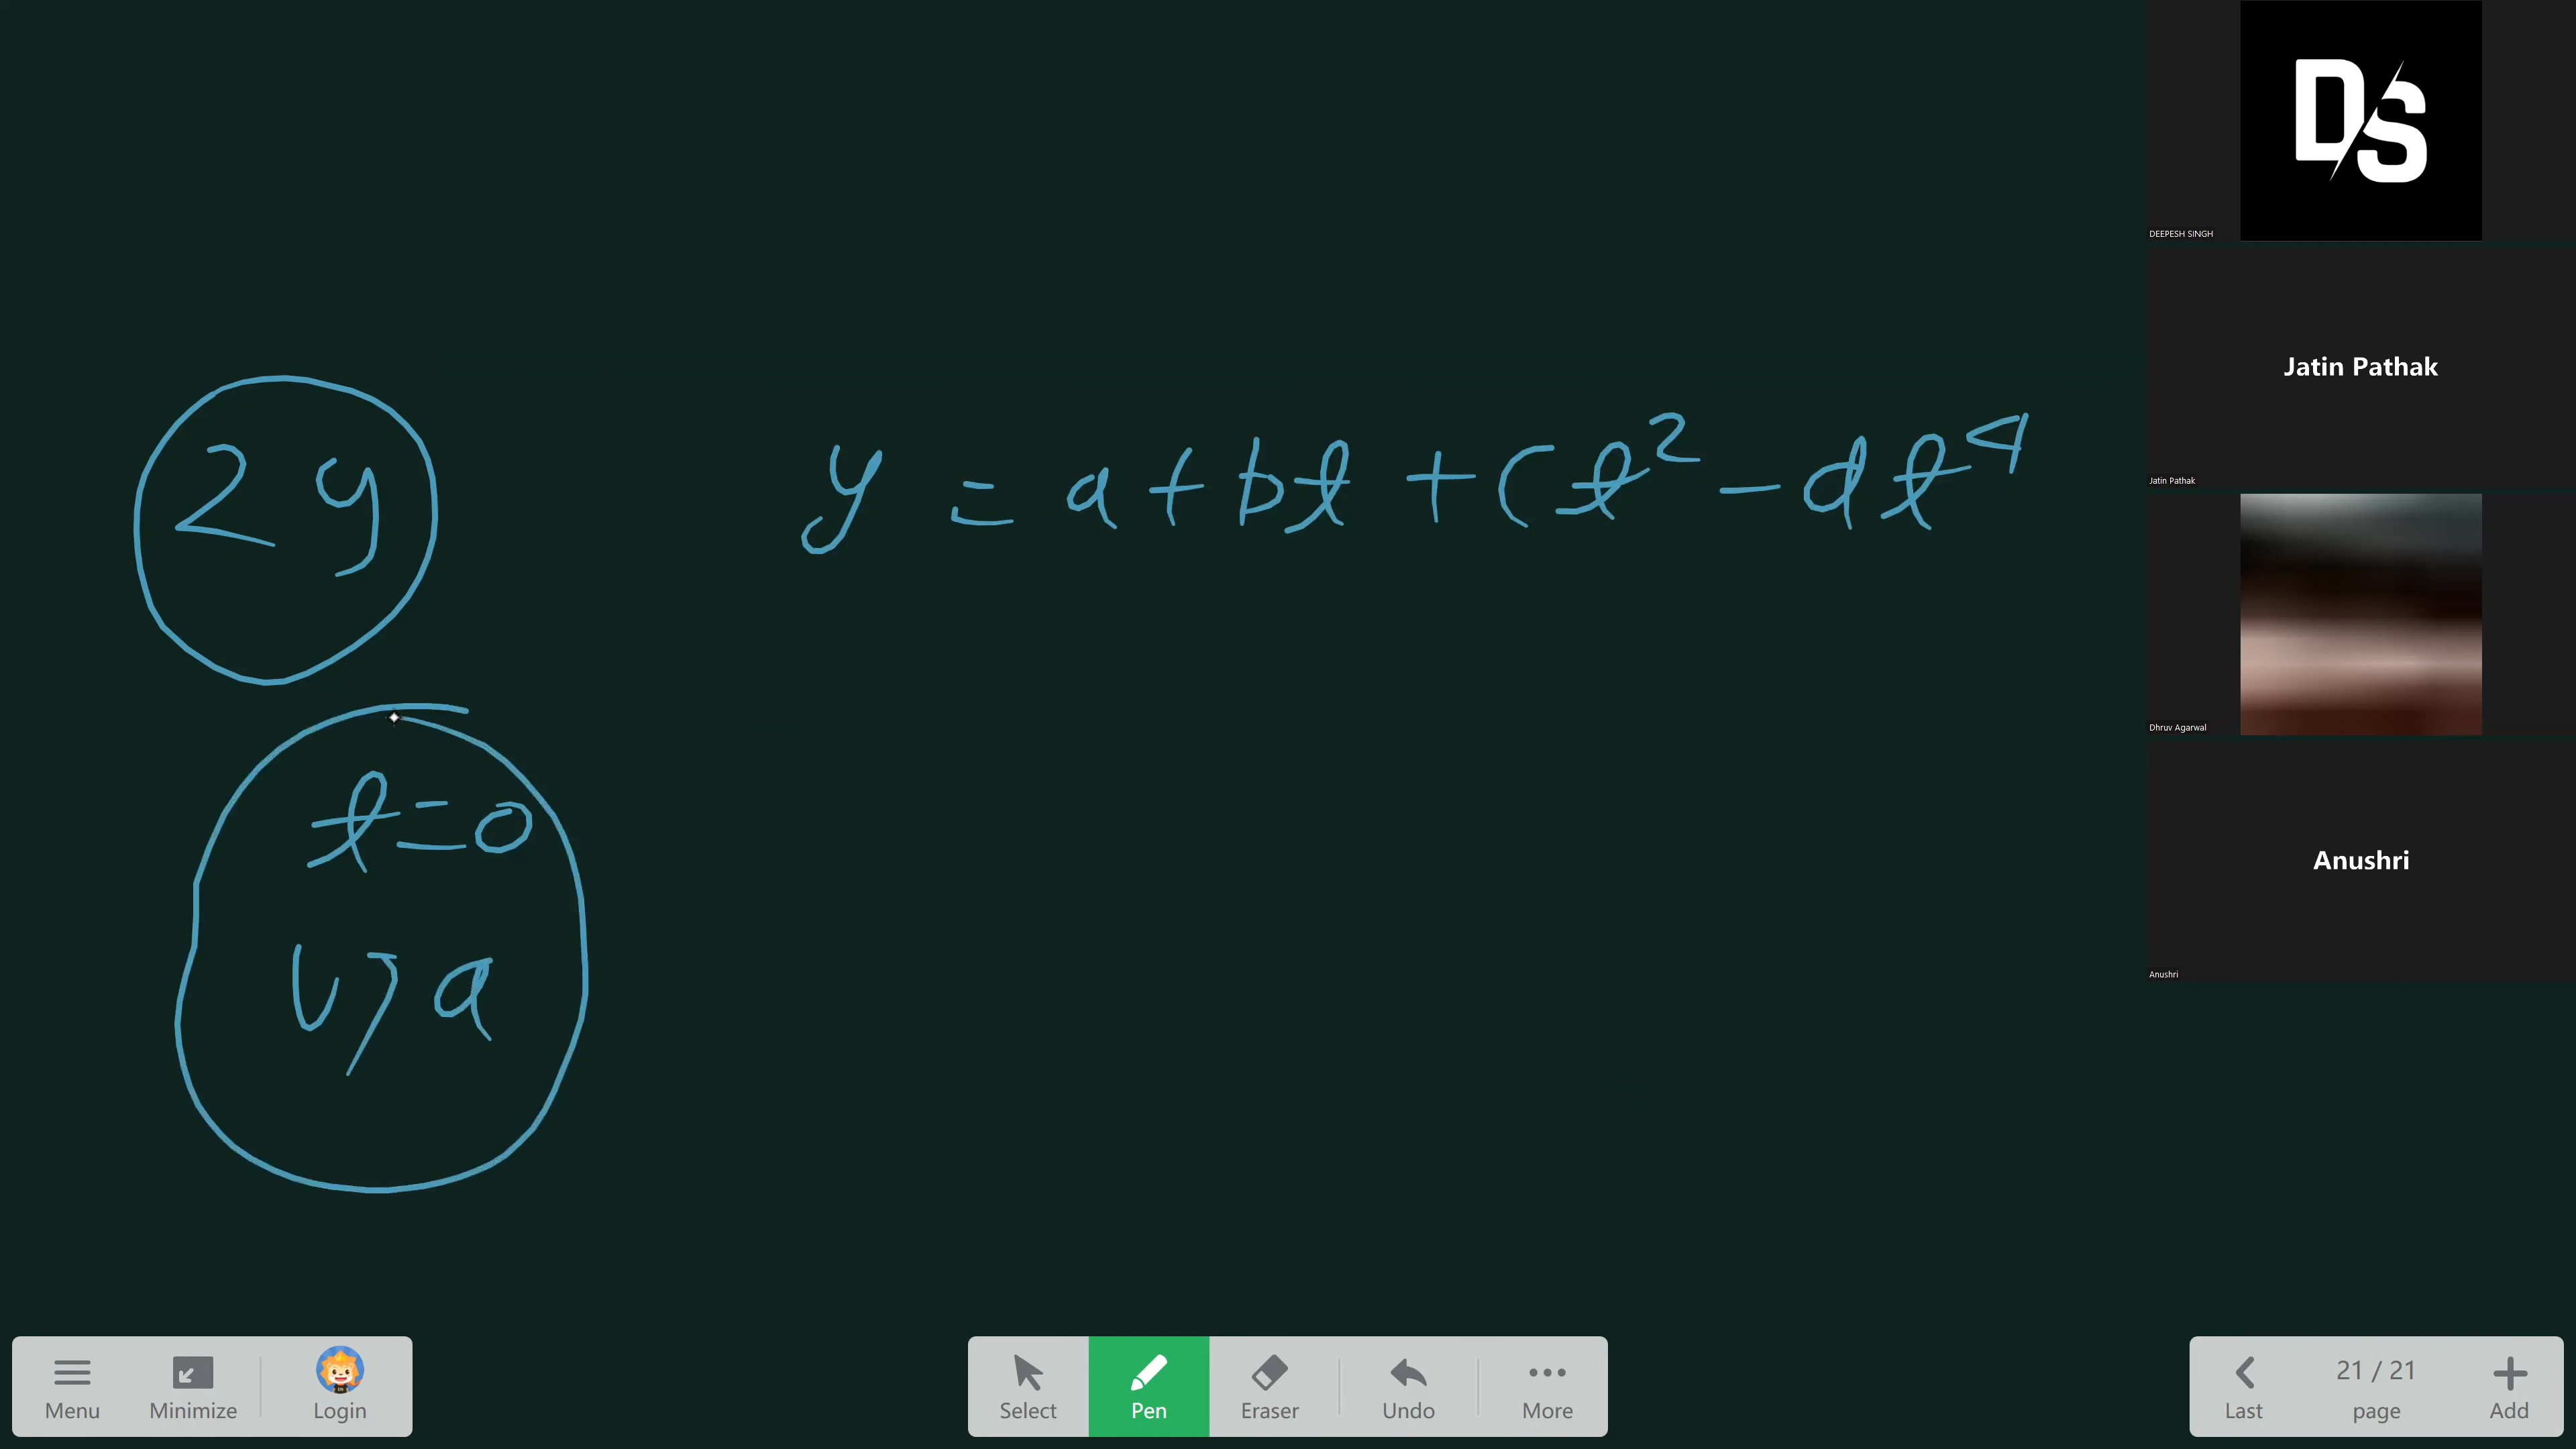 DS
DEEPESH SINGH
Jatin Pathak
Jatin Pathak
24
y = a + bt + ct² - dt⁴
Dhruv Agarwal
t=0
v, a
Anushri
Anushri
Menu
Minimize
Login
Select
Pen
Eraser
Undo
More
Last
21 / 21
page
Add